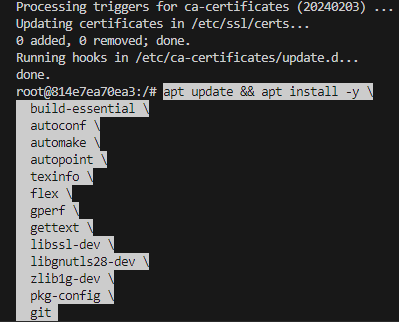 Processing triggers for ca-certificates (20240203) ...
Updating certificates in /etc/ssl/certs...
0 added, 0 removed; done.
Running hooks in /etc/ca-certificates/update.d...
done.
root@814e7ea70ea3:/# apt update && apt install -y \
  build-essential \
  autoconf \
  automake \
  autopoint \
  texinfo \
  flex \
  gperf \
  gettext \
  libssl-dev \
  libgnutls28-dev \
  zlib1g-dev \
  pkg-config \
  git